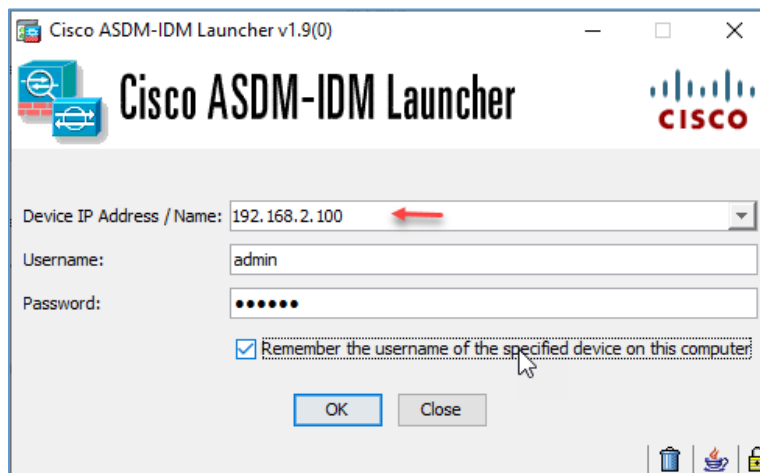 Cisco ASDM-IDM Launcher v1.9(0)
Cisco ASDM-IDM Launcher
CISCO
Device IP Address / Name: 192.168.2.100
Username: admin
Password: ●●●●●●
Remember the username of the specified device on this computer
OK Close